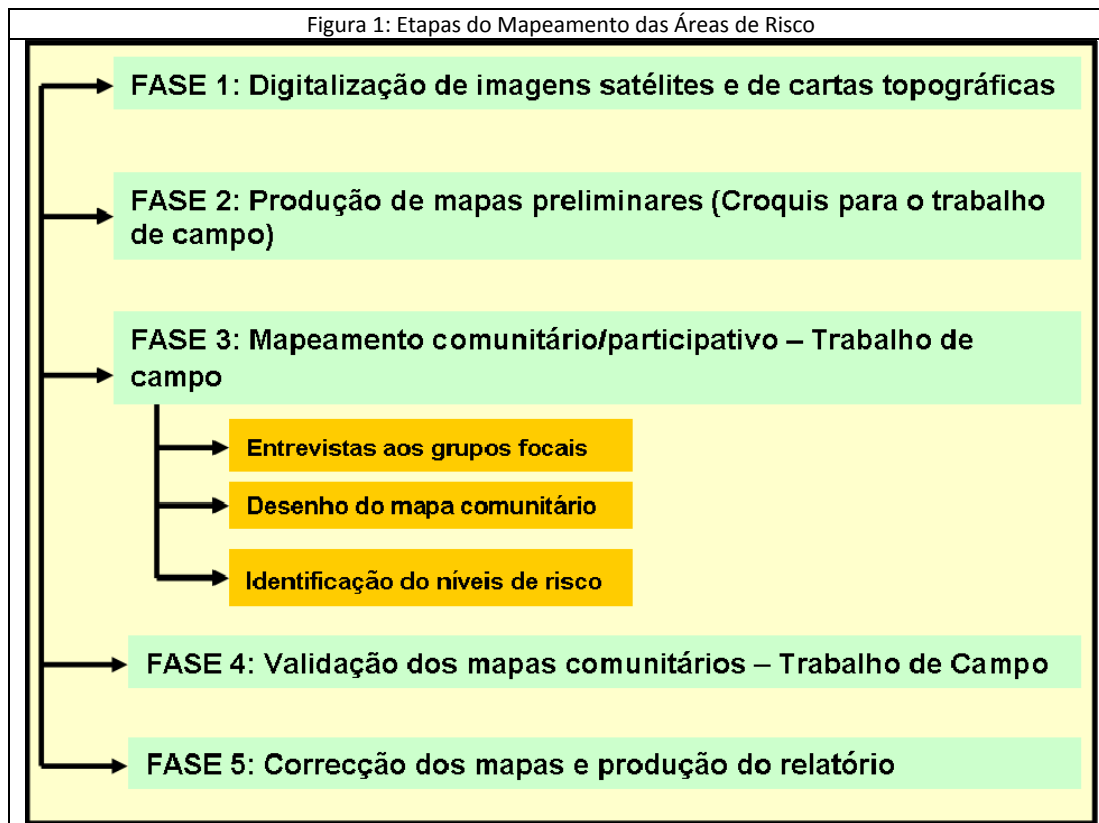 Figura 1: Etapas do Mapeamento das Áreas de Risco
FASE 1: Digitalização de imagens satélites e de cartas topográficas
FASE 2: Produção de mapas preliminares (Croquis para o trabalho
de campo)
FASE 3: Mapeamento comunitário/participativo – Trabalho de
campo
Entrevistas aos grupos focais
Desenho do mapa comunitário
Identificação do níveis de risco
FASE 4: Validação dos mapas comunitários – Trabalho de Campo
FASE 5: Correcção dos mapas e produção do relatório